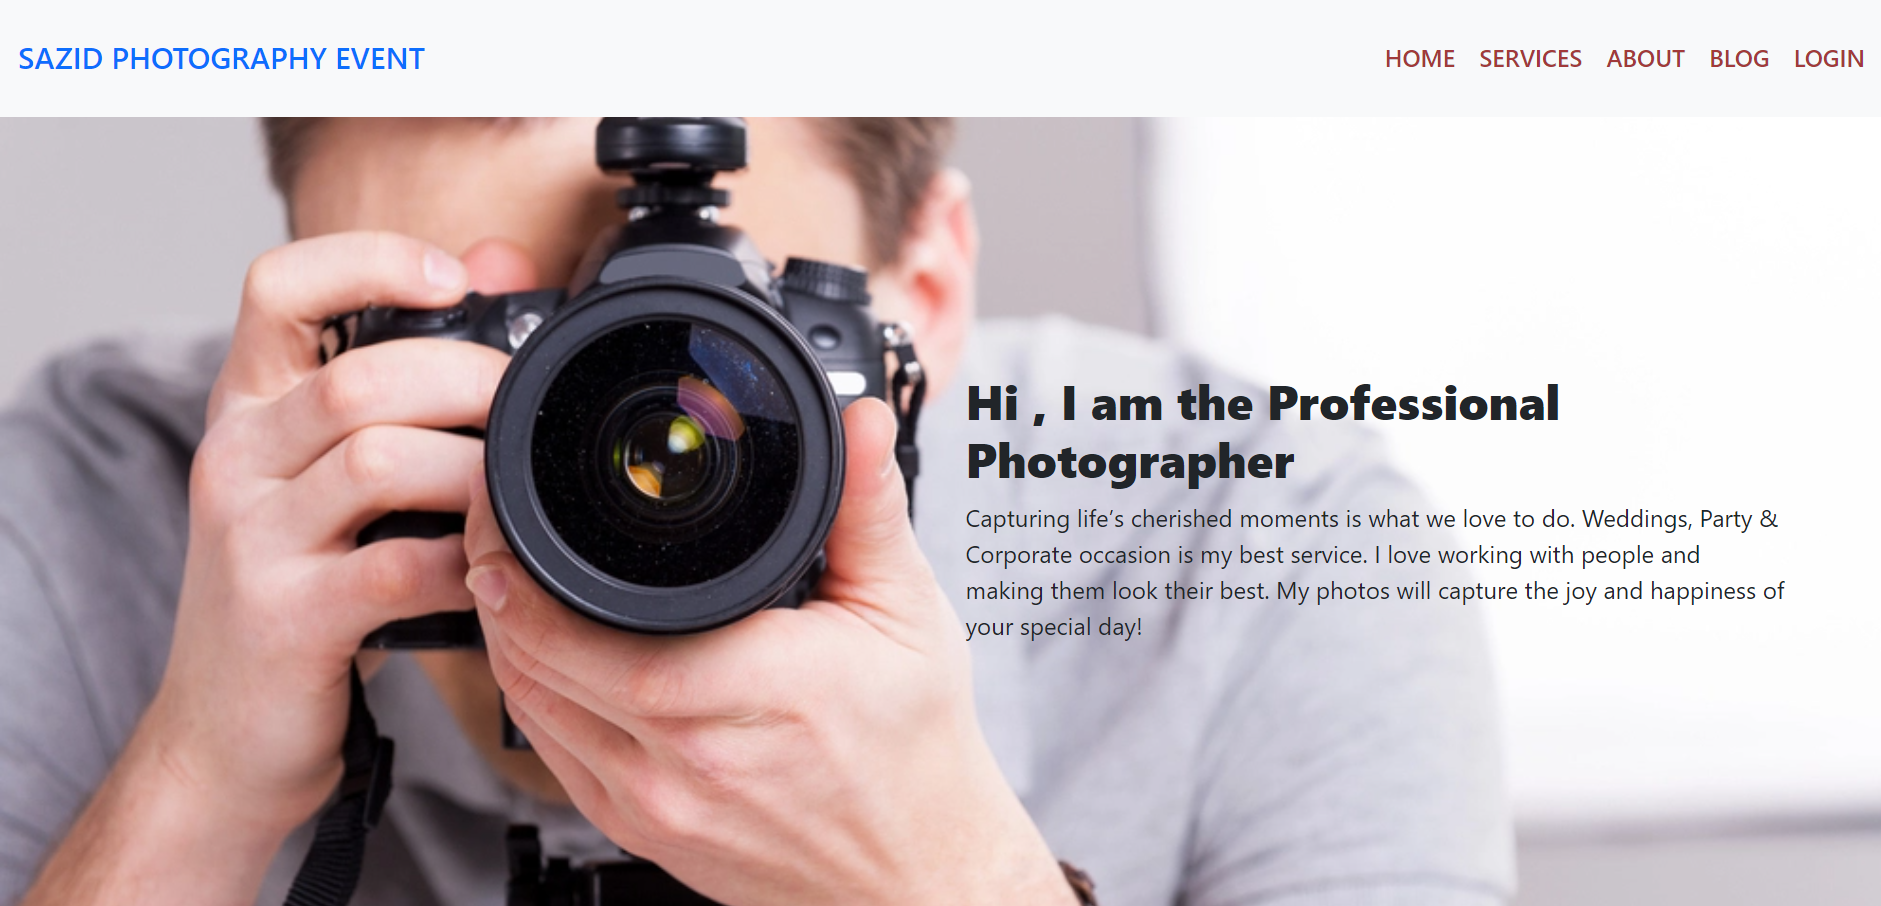 SAZID PHOTOGRAPHY EVENT
HOME SERVICES ABOUT BLOG LOGIN
Hi , I am the Professional
Photographer
Capturing life’s cherished moments is what we love to do. Weddings, Party &
Corporate occasion is my best service. I love working with people and
making them look their best. My photos will capture the joy and happiness of
your special day!